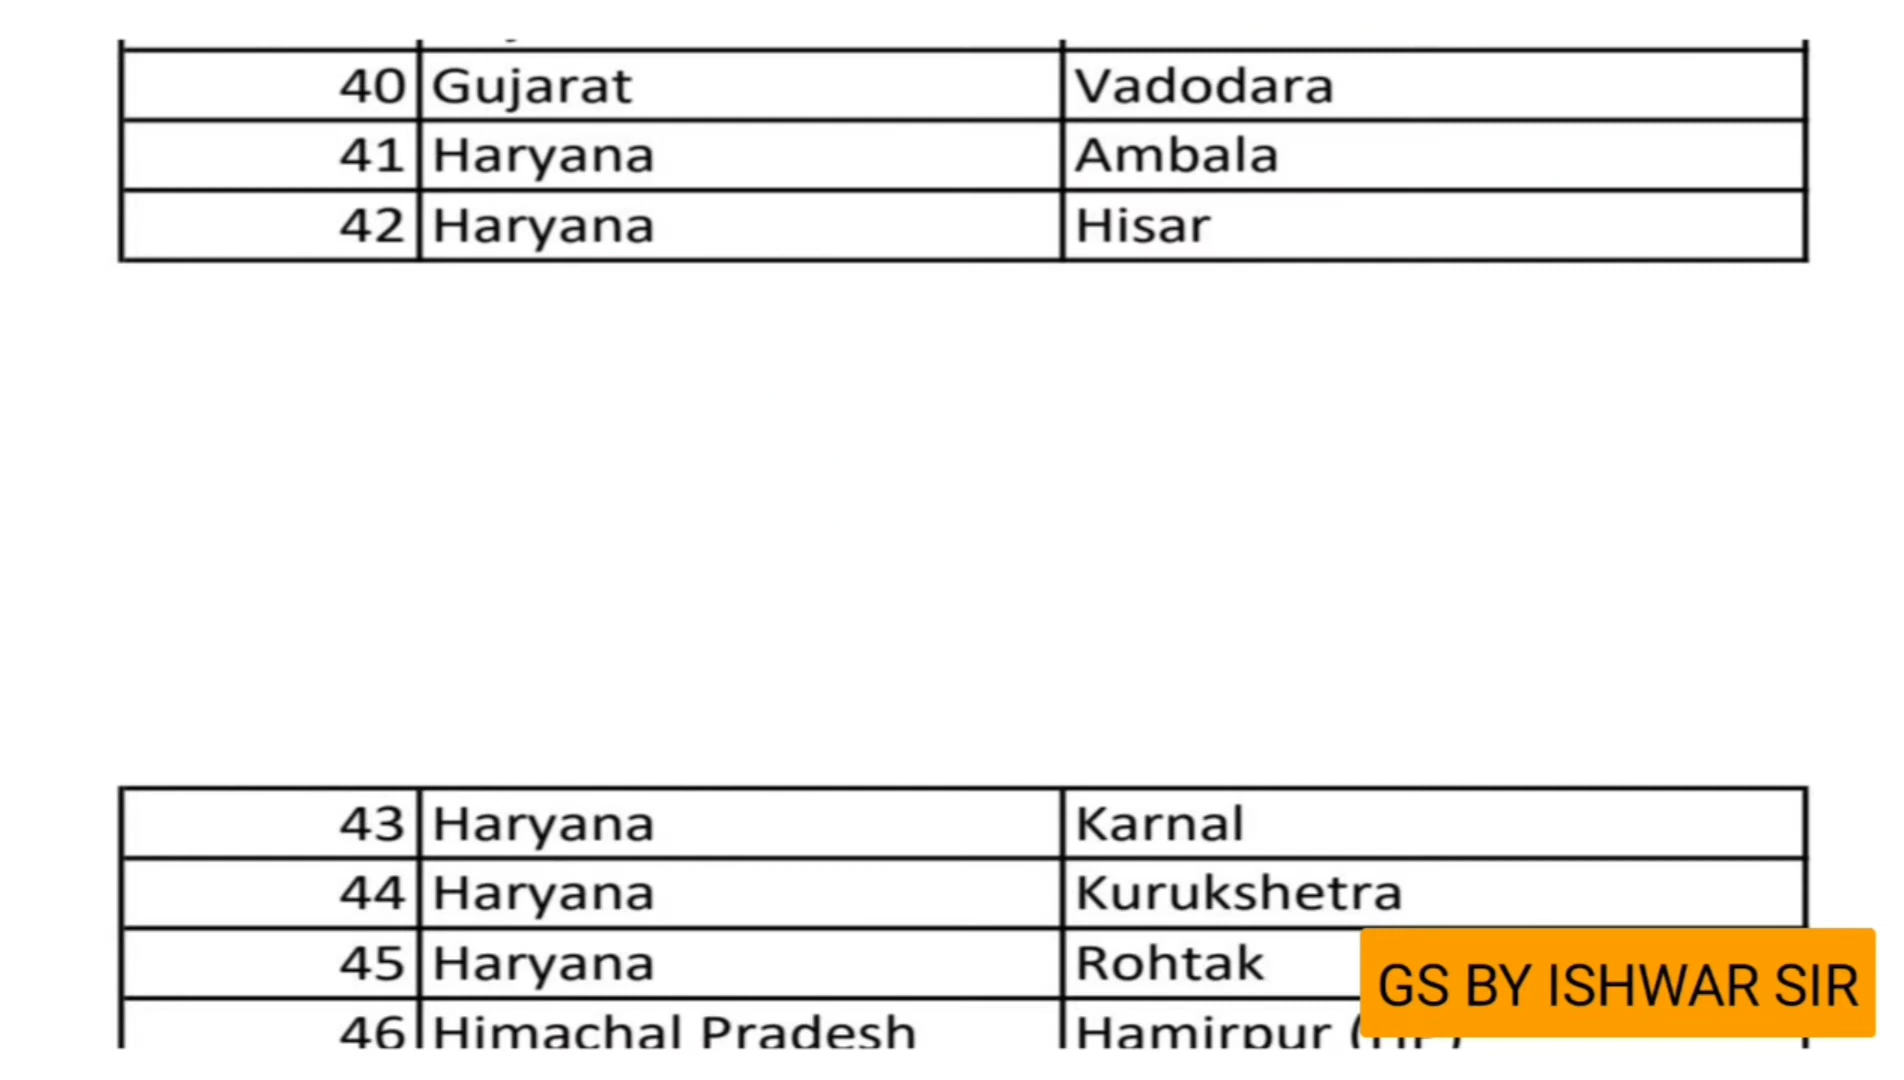 40 Gujarat Vadodara
41 Haryana Ambala
42 Haryana Hisar
43 Haryana Karnal
44 Haryana Kurukshetra
45 Haryana Rohtak
46 Himachal Pradesh Hamirpur
GS BY ISHWAR SIR